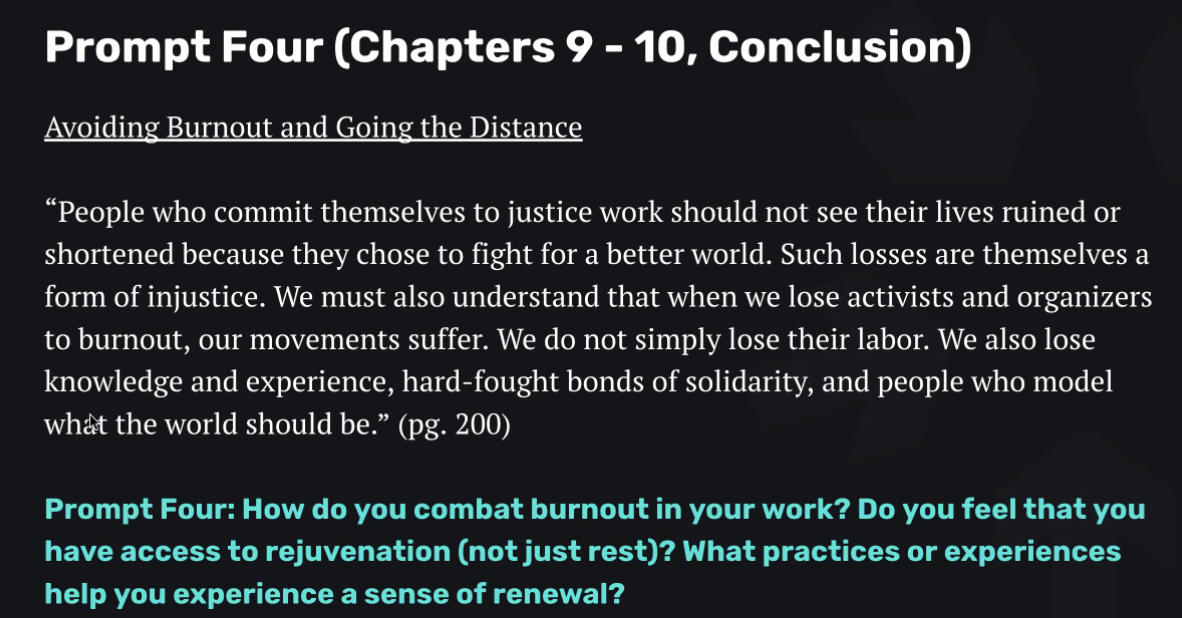 Prompt Four (Chapters 9 - 10, Conclusion)
Avoiding Burnout and Going the Distance
“People who commit themselves to justice work should not see their lives ruined or
shortened because they chose to fight for a better world. Such losses are themselves a
form of injustice. We must also understand that when we lose activists and organizers
to burnout, our movements suffer. We do not simply lose their labor. We also lose
knowledge and experience, hard-fought bonds of solidarity, and people who model
what the world should be.” (pg. 200)
Prompt Four: How do you combat burnout in your work? Do you feel that you
have access to rejuvenation (not just rest)? What practices or experiences
help you experience a sense of renewal?